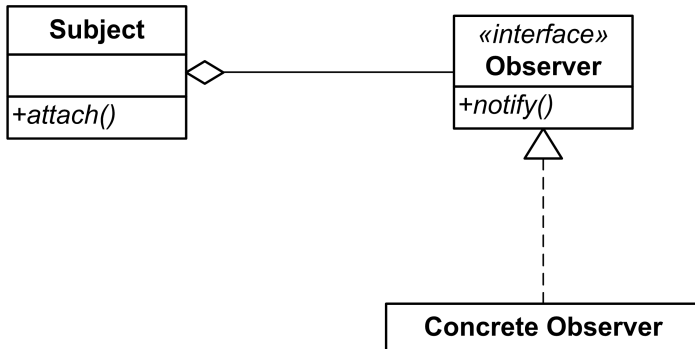 Subject
+attach()
«interface»
Observer
+notify()
Concrete Observer